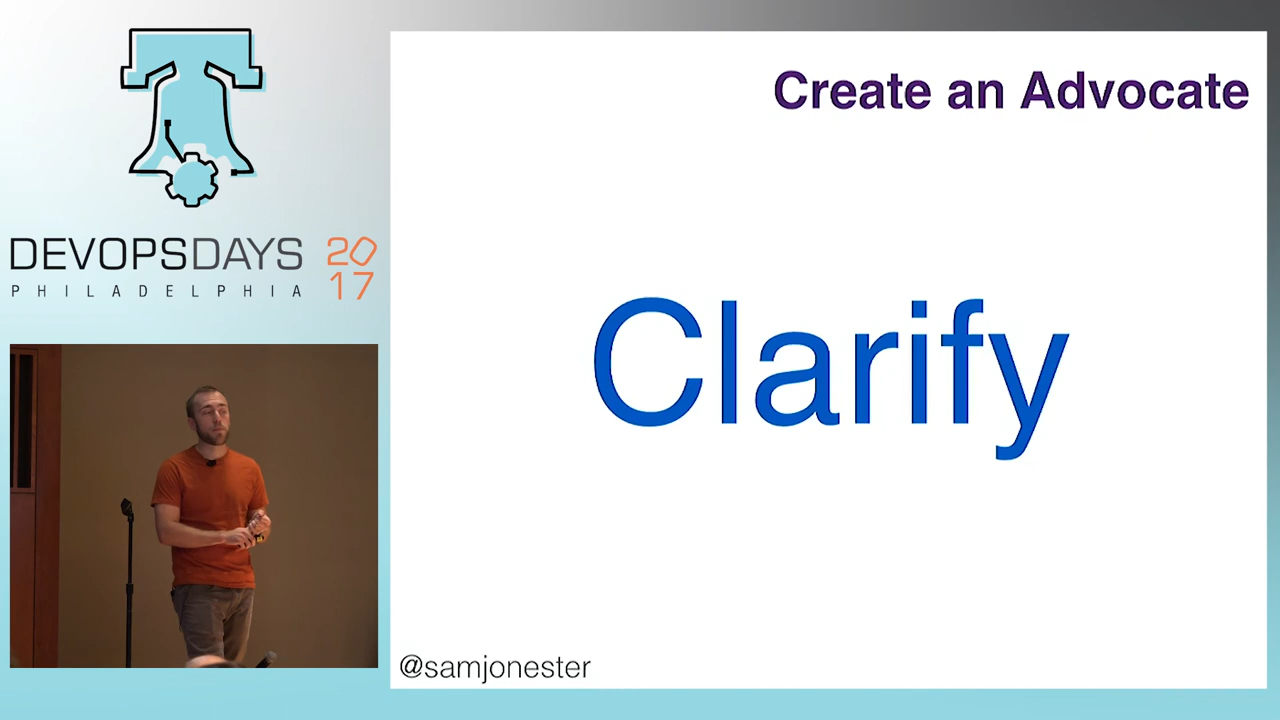 DEVOPSDAYS 2017
PHILADELPHIA
Create an Advocate
Clarify
@samjonester